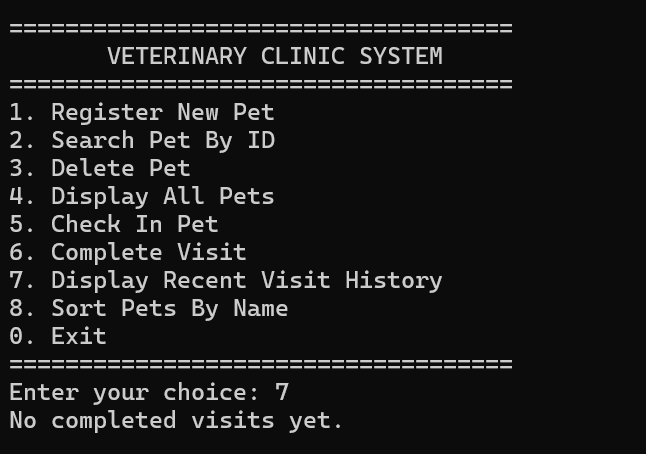 ====================================
       VETERINARY CLINIC SYSTEM
====================================
1. Register New Pet
2. Search Pet By ID
3. Delete Pet
4. Display All Pets
5. Check In Pet
6. Complete Visit
7. Display Recent Visit History
8. Sort Pets By Name
0. Exit
====================================
Enter your choice: 7
No completed visits yet.